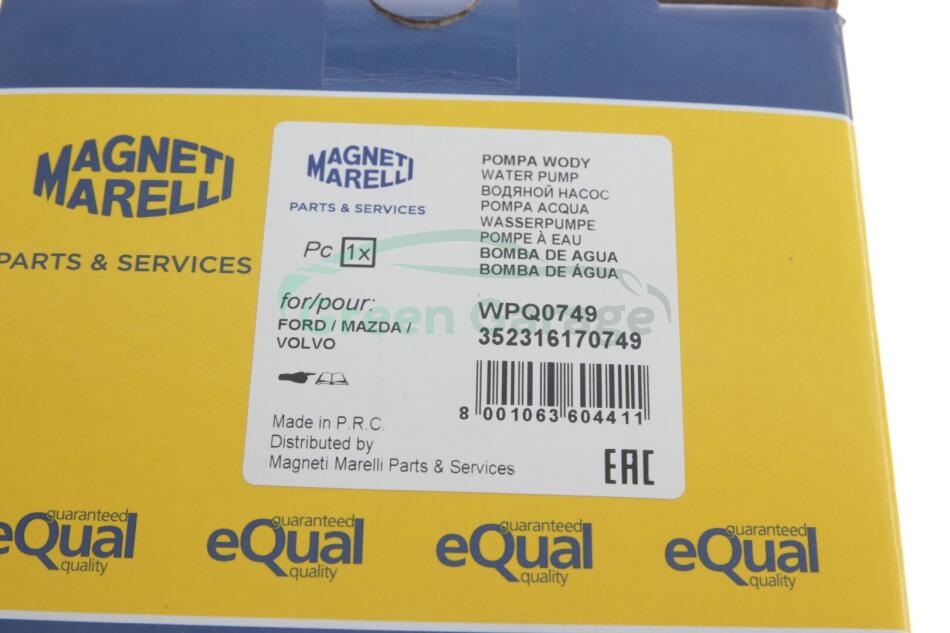 MAGNETI
MARELLI
PARTS & SERVICES
MAGNETI
MARELLI
PARTS & SERVICES
Pc 1x
for/pour:
FORD / MAZDA /
VOLVO
Made in P.R.C.
Distributed by
Magneti Marelli Parts & Services
POMPA WODY
WATER PUMP
ВОДЯНОЙ НАСОС
POMPA ACQUA
WASSERPUMPE
POMPE À EAU
BOMBA DE AGUA
BOMBA DE ÁGUA
WPQ0749
352316170749
8 001063 604411
EAC
Green Garage
guaranteed
eQual
quality
guaranteed
eQual
quality
guaranteed
eQual
quality
guaranteed
eQual
quality